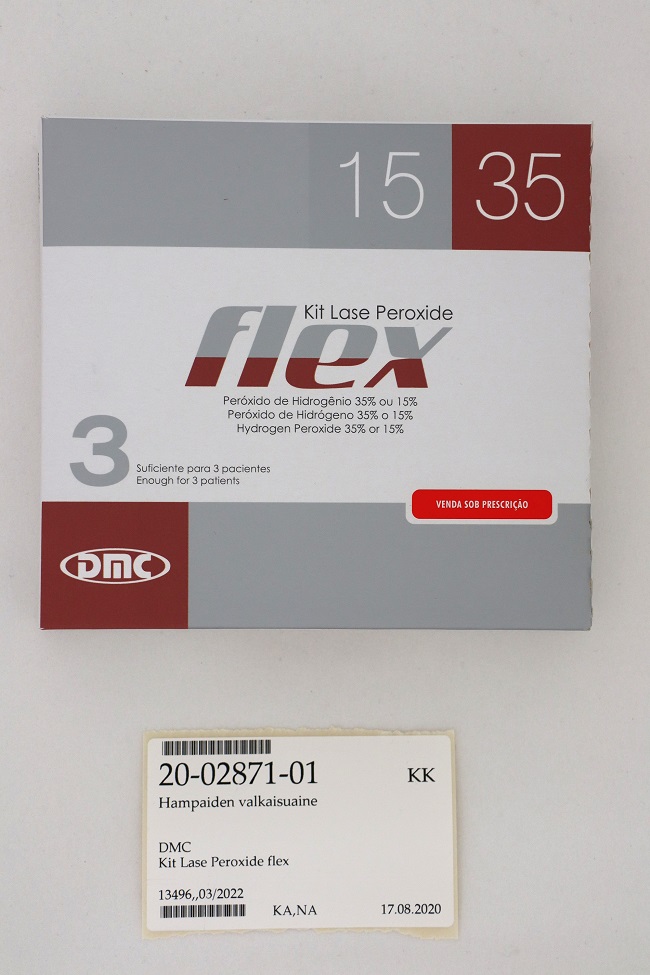 15 35
Kit Lase Peroxide
flex
Peróxido de Hidrogênio 35% ou 15%
Peróxido de Hidrógeno 35% o 15%
Hydrogen Peroxide 35% or 15%
3
Suficiente para 3 pacientes
Enough for 3 patients
VENDA SOB PRESCRIÇÃO
DMC
20-02871-01 KK
Hampaiden valkaisuaine
DMC
Kit Lase Peroxide flex
13496,,03/2022
KA,NA 17.08.2020